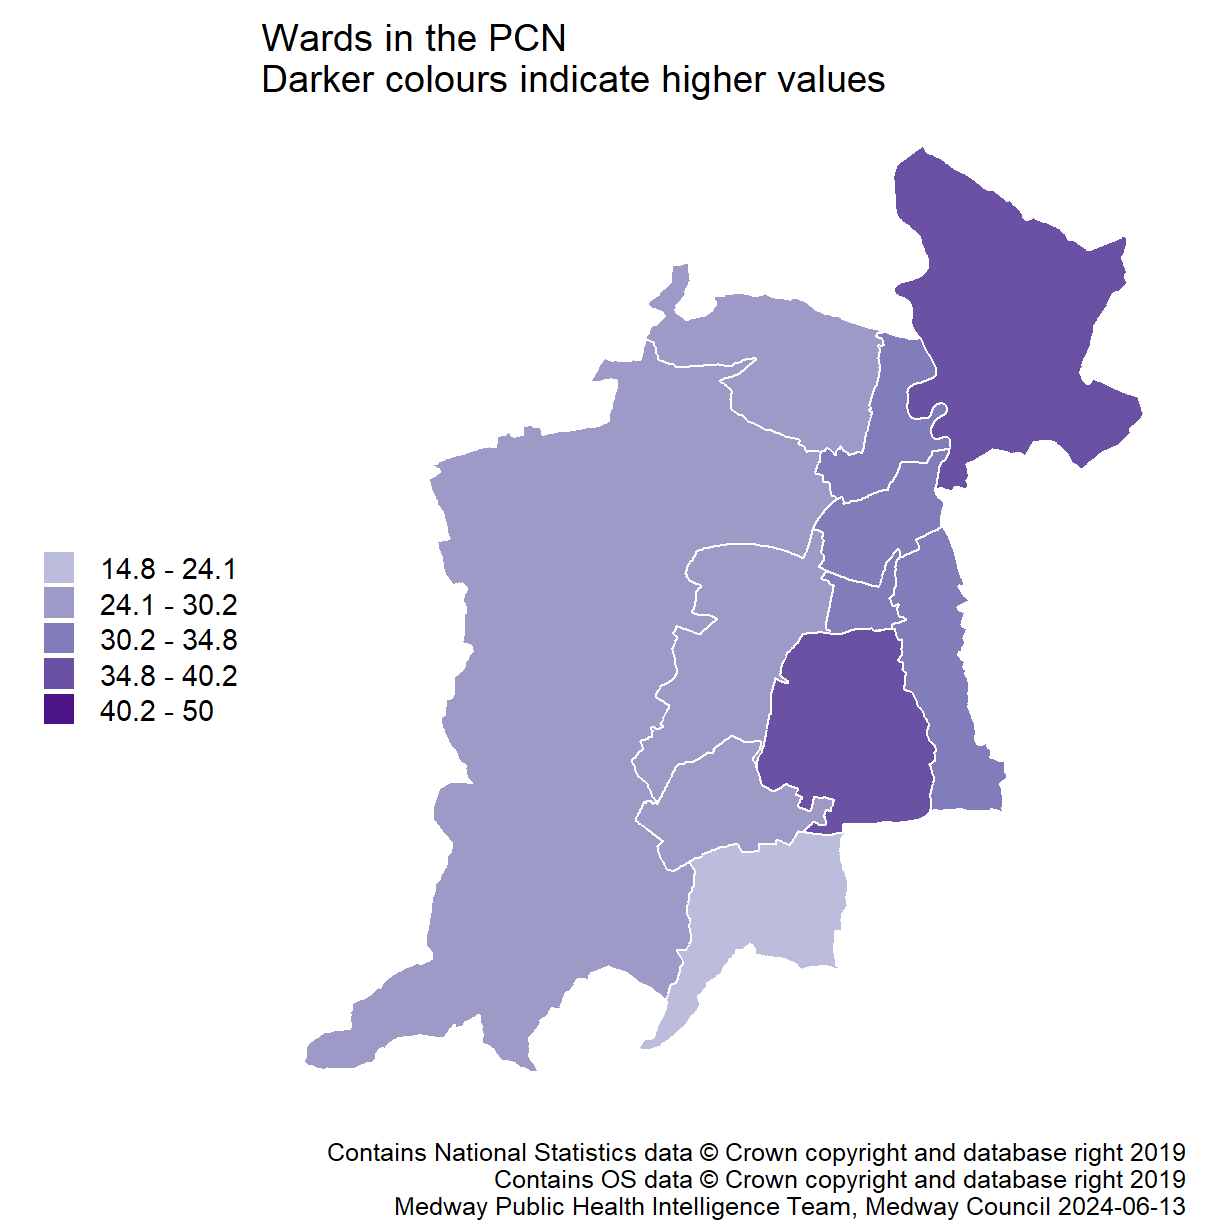 Wards in the PCN
Darker colours indicate higher values
14.8 - 24.1
24.1 - 30.2
30.2 - 34.8
34.8 - 40.2
40.2 - 50
Contains National Statistics data © Crown copyright and database right 2019
Contains OS data © Crown copyright and database right 2019
Medway Public Health Intelligence Team, Medway Council 2024-06-13